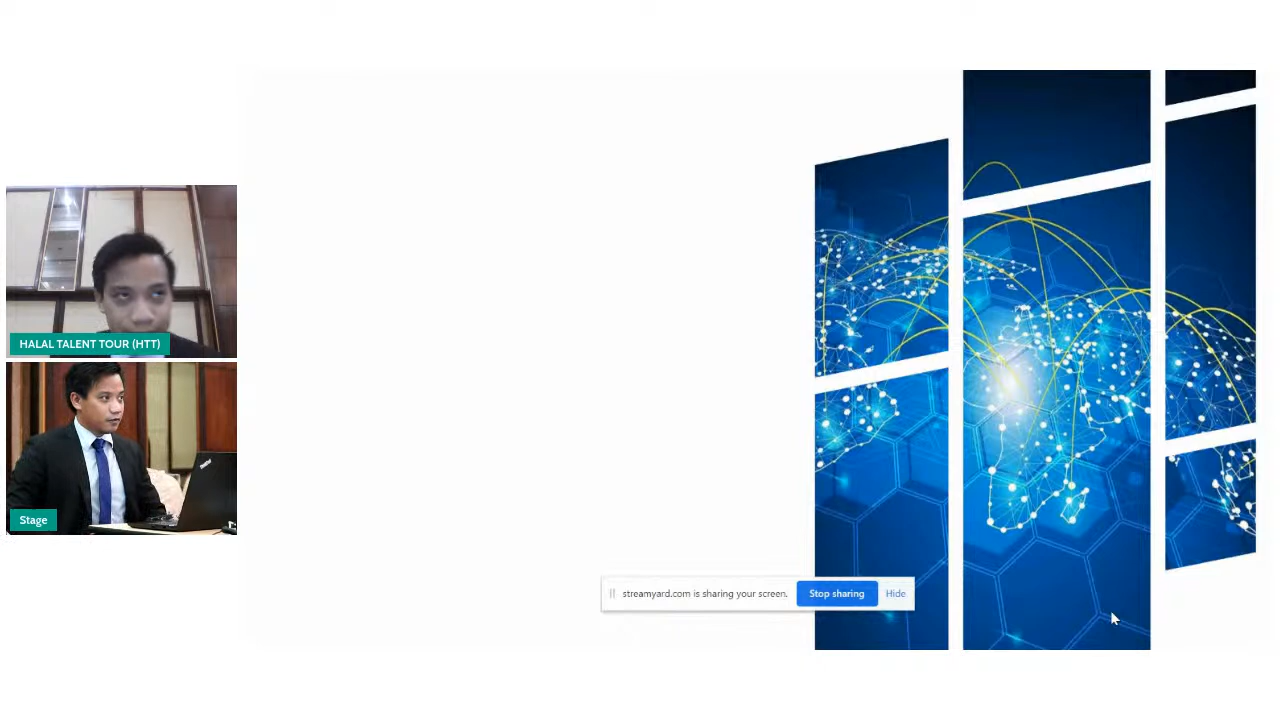 HALAL TALENT TOUR (HTT)
Stage
streamyard.com is sharing your screen. Stop sharing Hide